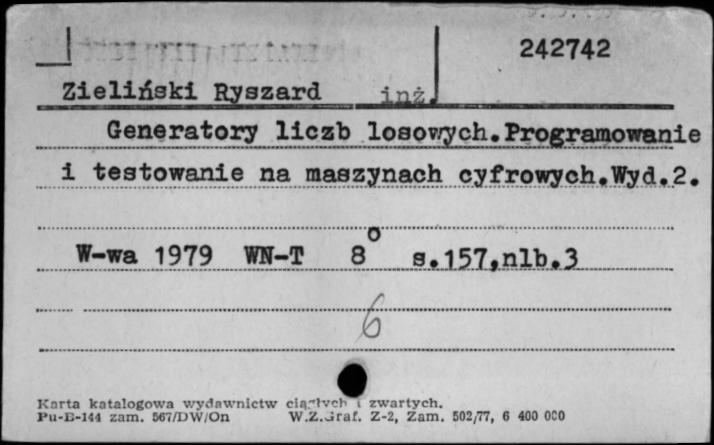 242742
Zieliński Ryszard inż.
Generatory liczb losowych.Programowanie
i testowanie na maszynach cyfrowych.Wyd.2.
W-wa 1979 WN-T 8° s.157,nlb.3
6
Karta katalogowa wydawnictw ciągłych i zwartych.
Pu-B-144 zam. 567/DW/On W.Z.Graf. Z-2, Zam. 502/77, 6 400 000